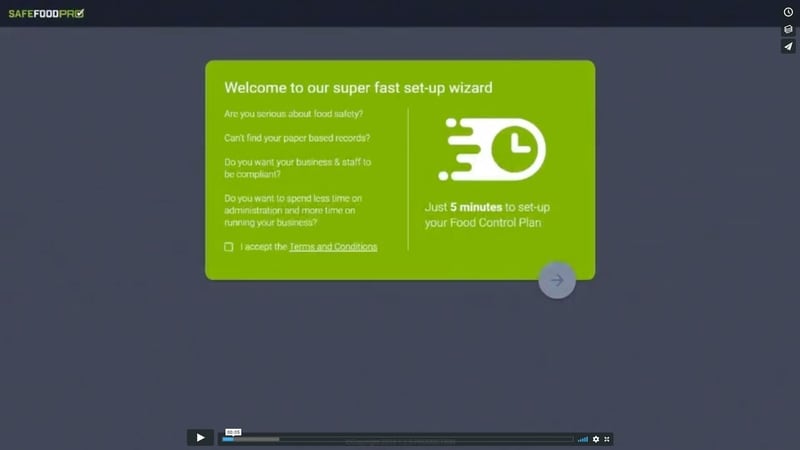 SAFEFOODPRO
Welcome to our super fast set-up wizard
Are you serious about food safety?
Can't find your paper based records?
Do you want your business & staff to
be compliant?
Do you want to spend less time on
administration and more time on
running your business?
I accept the Terms and Conditions
Just 5 minutes to set-up
your Food Control Plan